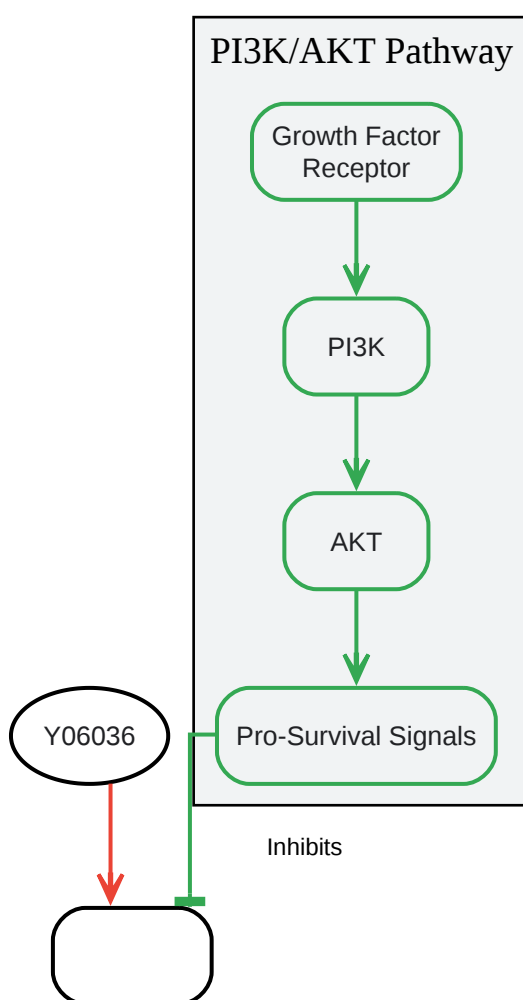 PI3K/AKT Pathway
Growth Factor
Receptor
PI3K
AKT
Y06036
Pro-Survival Signals
Inhibits